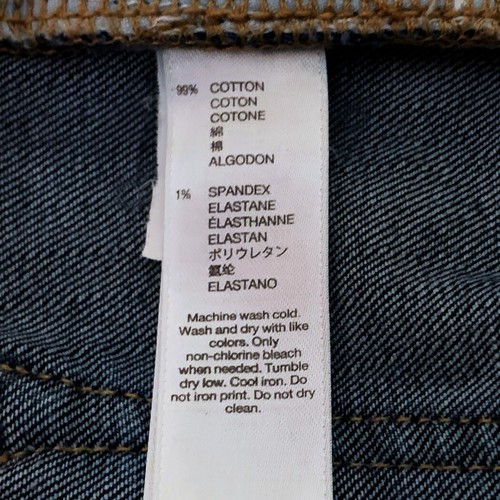 99% COTTON
COTON
COTONE
綿
棉
ALGODON
1% SPANDEX
ELASTANE
ÉLASTHANNE
ELASTAN
ポリウレタン
氨纶
ELASTANO
Machine wash cold.
Wash and dry with like
colors. Only
non-chlorine bleach
when needed. Tumble
dry low. Cool iron. Do
not iron print. Do not dry
clean.